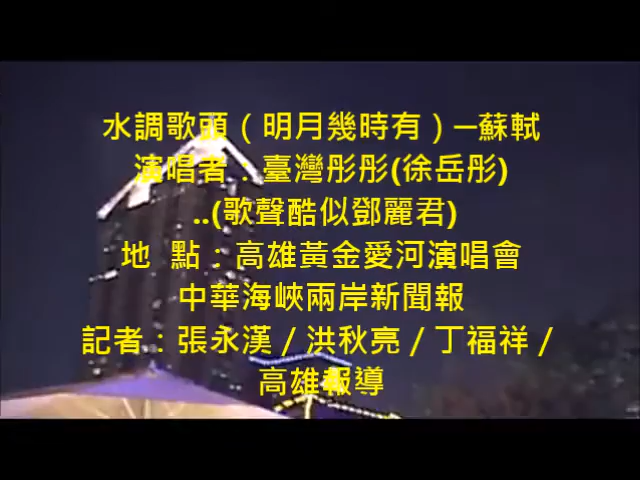 水調歌頭（明月幾時有）─蘇軾
演唱者：臺灣彤彤(徐岳彤)
..(歌聲酷似鄧麗君)
地 點：高雄黃金愛河演唱會
中華海峽兩岸新聞報
記者：張永漢／洪秋亮／丁福祥／
高雄報導